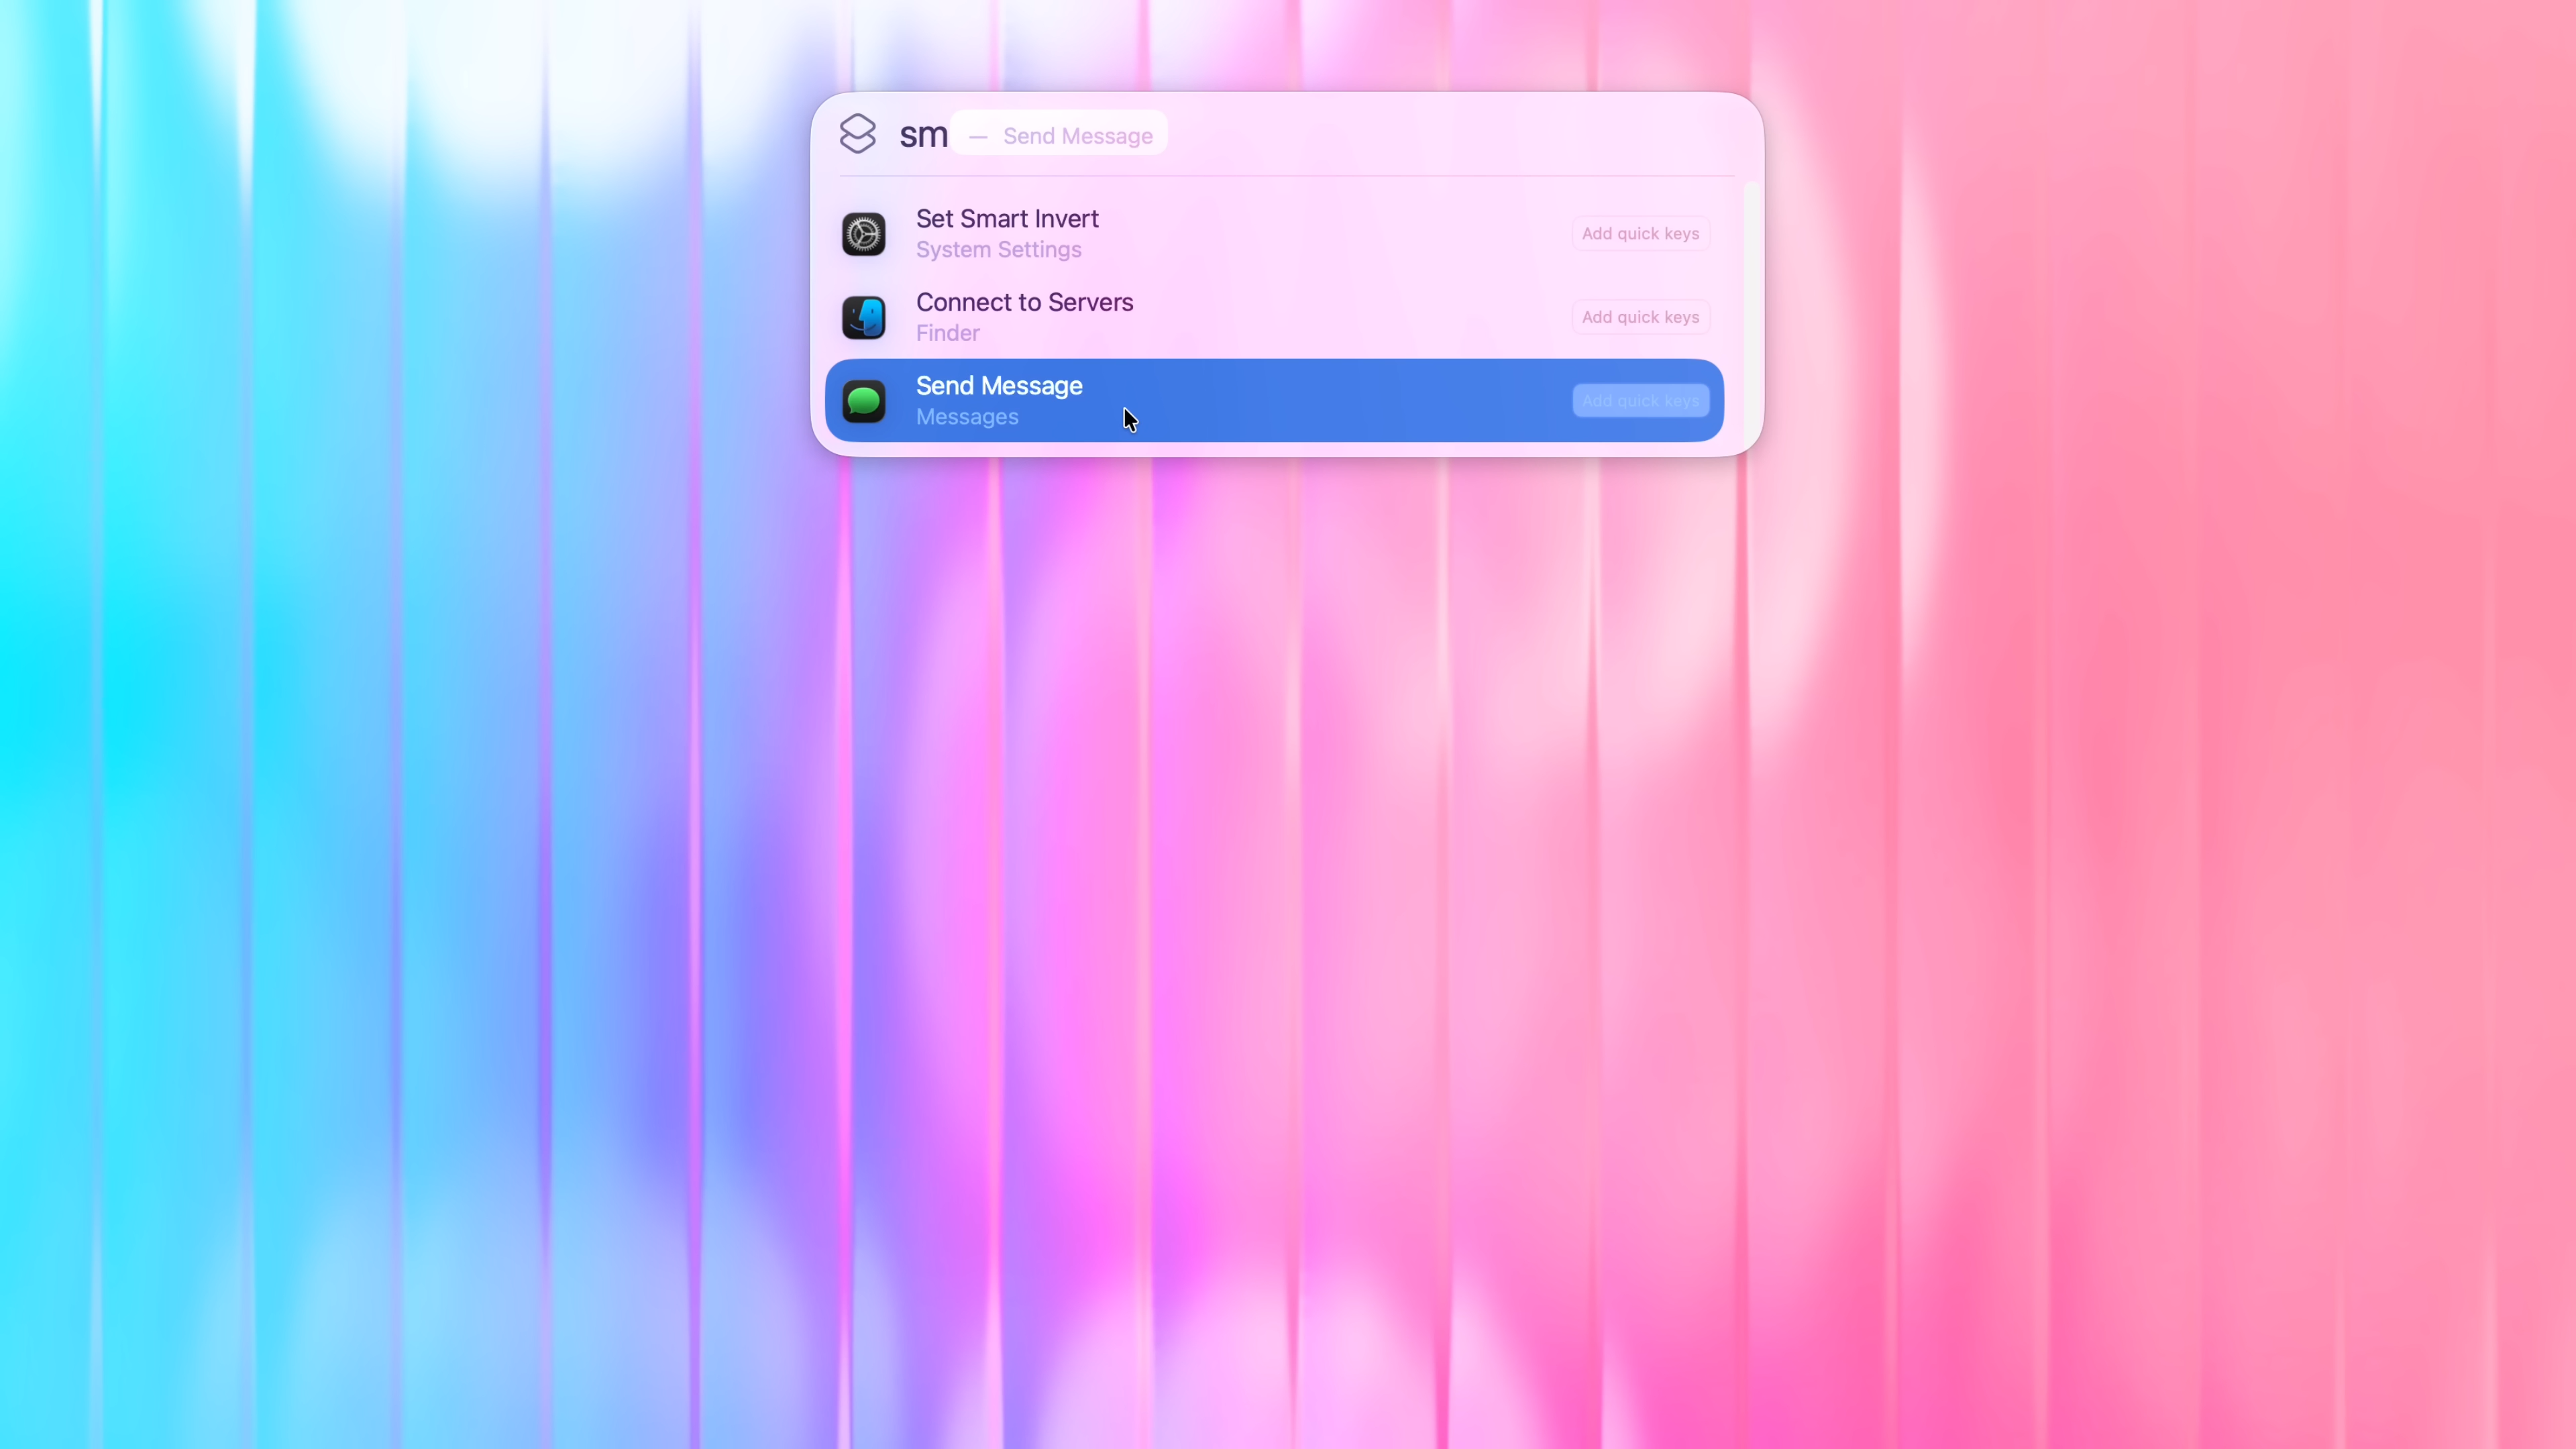 sm — Send Message
Set Smart Invert
System Settings
Add quick keys
Connect to Servers
Finder
Add quick keys
Send Message
Messages
Add quick keys